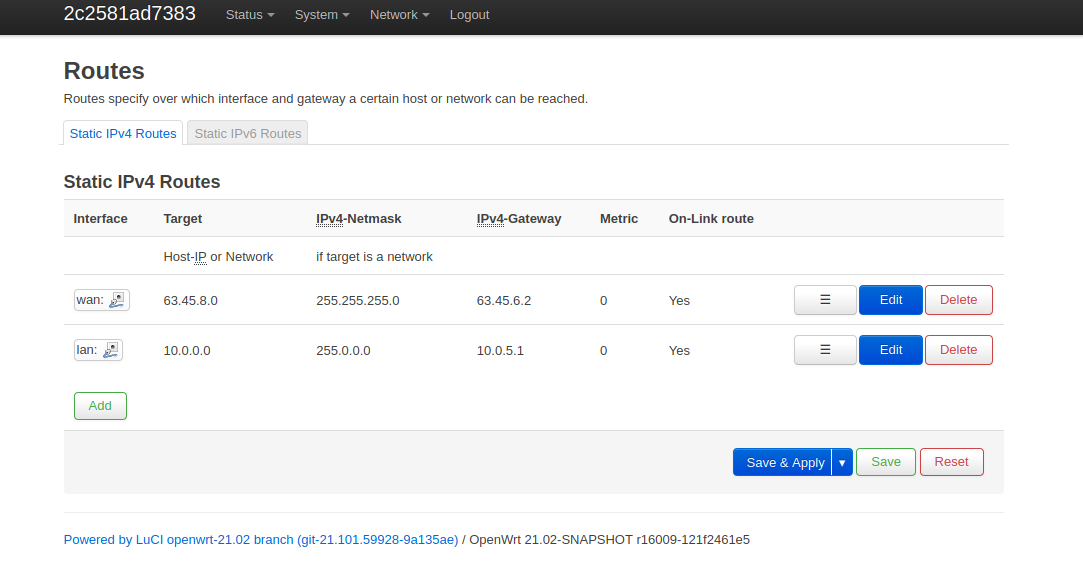 2c2581ad7383 Status System Network Logout
Routes
Routes specify over which interface and gateway a certain host or network can be reached.
Static IPv4 Routes Static IPv6 Routes
Static IPv4 Routes
Interface Target IPv4-Netmask IPv4-Gateway Metric On-Link route
Host-IP or Network if target is a network
wan: 63.45.8.0 255.255.255.0 63.45.6.2 0 Yes ☰ Edit Delete
lan: 10.0.0.0 255.0.0.0 10.0.5.1 0 Yes ☰ Edit Delete
Add
Save & Apply ▾ Save Reset
Powered by LuCI openwrt-21.02 branch (git-21.101.59928-9a135ae) / OpenWrt 21.02-SNAPSHOT r16009-121f2461e5